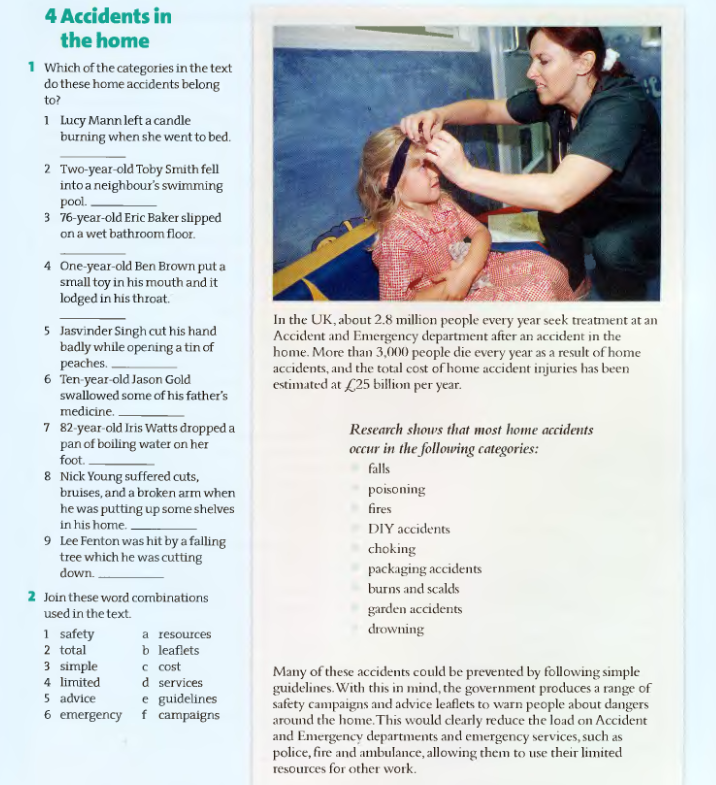 4 Accidents in
the home
1 Which of the categories in the text
do these home accidents belong
to?
1 Lucy Mann left a candle
burning when she went to bed.
2 Two-year-old Toby Smith fell
into a neighbour's swimming
pool.
3 76-year-old Eric Baker slipped
on a wet bathroom floor.
4 One-year-old Ben Brown put a
small toy in his mouth and it
lodged in his throat.
5 Jasvinder Singh cut his hand
badly while opening a tin of
peaches.
6 Ten-year-old Jason Gold
swallowed some of his father's
medicine.
7 82-year-old Iris Watts dropped a
pan of boiling water on her
foot.
8 Nick Young suffered cuts,
bruises, and a broken arm when
he was putting up some shelves
in his home.
9 Lee Fenton was hit by a falling
tree which he was cutting
down.
2 Join these word combinations
used in the text.
1 safety a resources
2 total b leaflets
3 simple c cost
4 limited d services
5 advice e guidelines
6 emergency f campaigns
In the UK, about 2.8 million people every year seek treatment at an
Accident and Emergency department after an accident in the
home. More than 3,000 people die every year as a result of home
accidents, and the total cost of home accident injuries has been
estimated at £25 billion per year.
Research shows that most home accidents
occur in the following categories:
falls
poisoning
fires
DIY accidents
choking
packaging accidents
burns and scalds
garden accidents
drowning
Many of these accidents could be prevented by following simple
guidelines. With this in mind, the government produces a range of
safety campaigns and advice leaflets to warn people about dangers
around the home. This would clearly reduce the load on Accident
and Emergency departments and emergency services, such as
police, fire and ambulance, allowing them to use their limited
resources for other work.